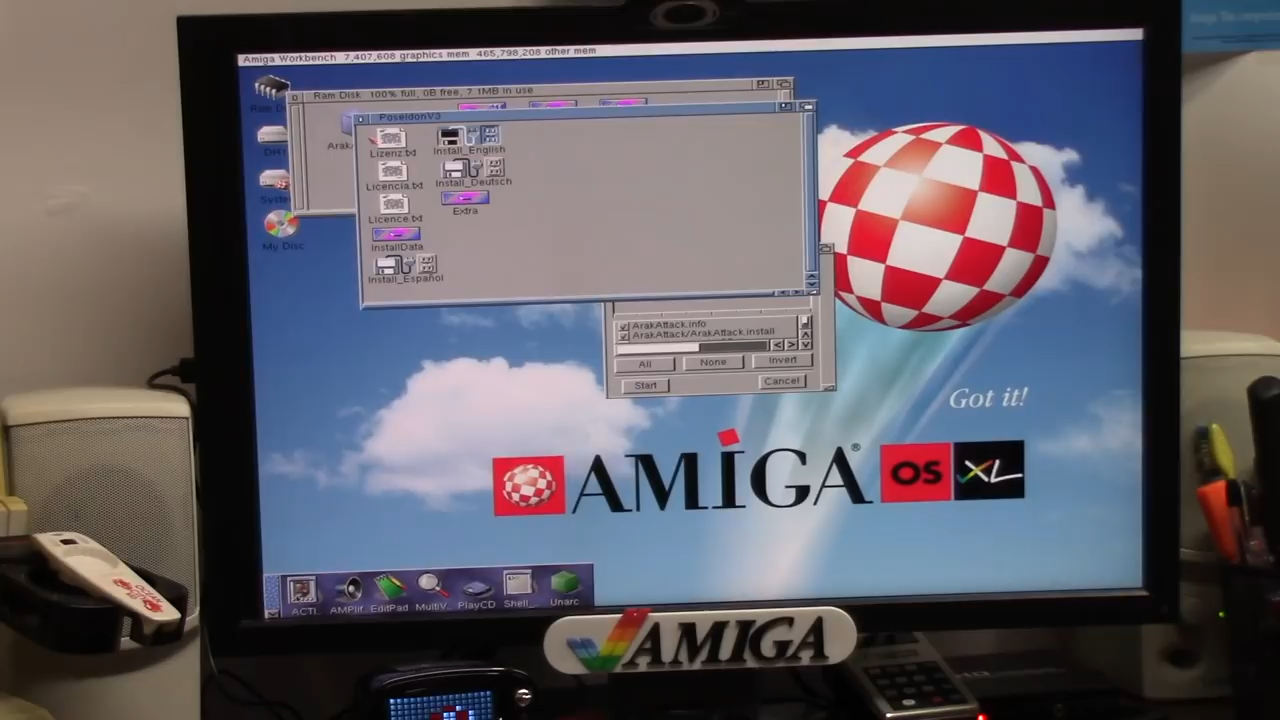 Amiga Workbench 7,407,608 graphics mem 465,798,208 other mem
Ram Disk 100% full, 0B free, 7.1MB in use
PoseidonV3
Lizenz.txt
Install_English
Licencia.txt
Install_Deutsch
Licence.txt
Extra
InstallData
Install_Español
My Disc
ArakAttack.info
ArakAttack/ArakAttack.install
All
None
Invert
Start
Cancel
Got it!
AMIGA®
OS
XL
ACTI..
AMPlif..
EditPad
MultiV..
PlayCD
Shell_..
Unarc
AMIGA
OCEAN